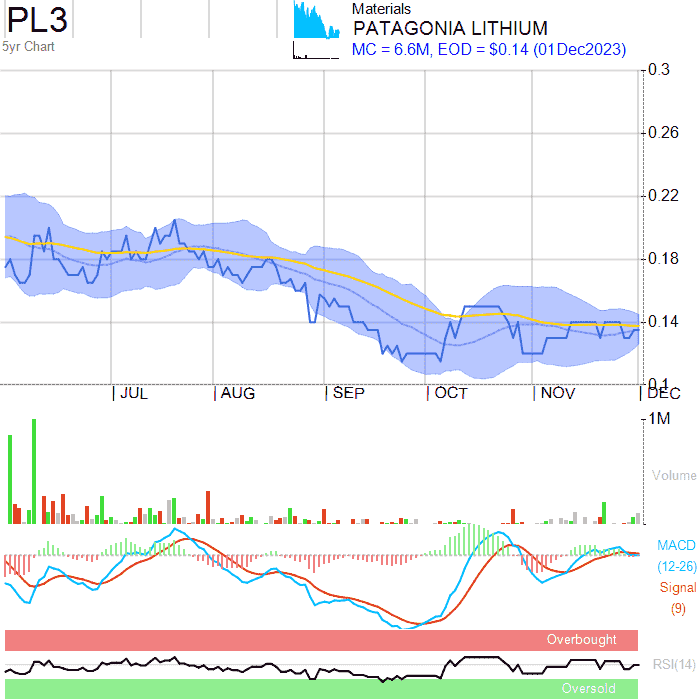 PL3
5yr Chart
Materials
PATAGONIA LITHIUM
MC = 6.6M, EOD = $0.14 (01Dec2023)
0.3
0.26
0.22
0.18
0.14
0.1
JUL
AUG
SEP
OCT
NOV
DEC
1M
Volume
MACD
(12-26)
Signal
(9)
Overbought
RSI(14)
Oversold